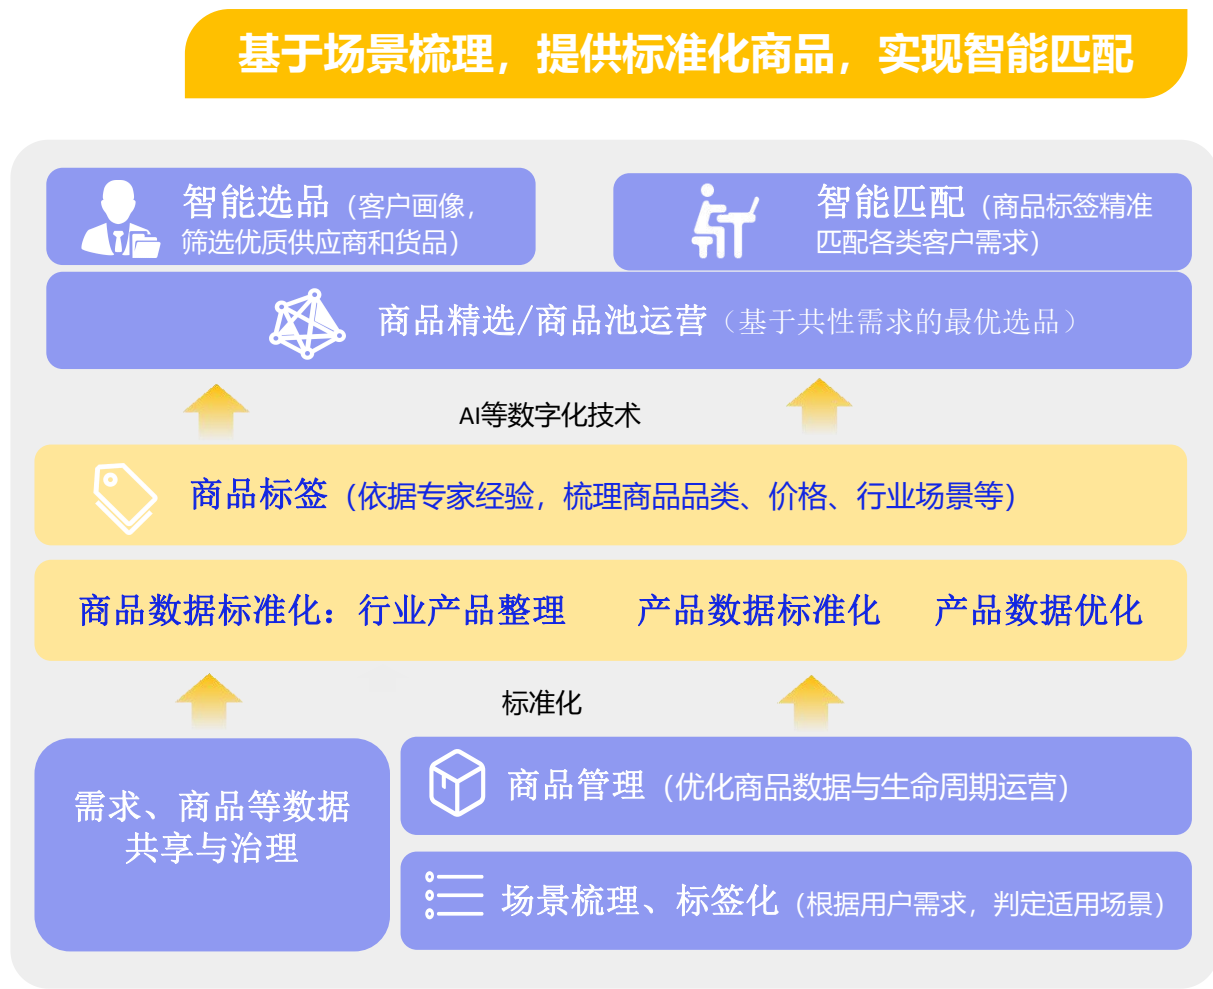 基于场景梳理，提供标准化商品，实现智能匹配
智能选品（客户画像，
筛选优质供应商和货品）
智能匹配（商品标签精准
匹配各类客户需求）
商品精选/商品池运营（基于共性需求的最优选品）
AI等数字化技术
商品标签（依据专家经验，梳理商品品类、价格、行业场景等）
商品数据标准化：行业产品整理 产品数据标准化 产品数据优化
标准化
需求、商品等数据
共享与治理
商品管理（优化商品数据与生命周期运营）
场景梳理、标签化（根据用户需求，判定适用场景）